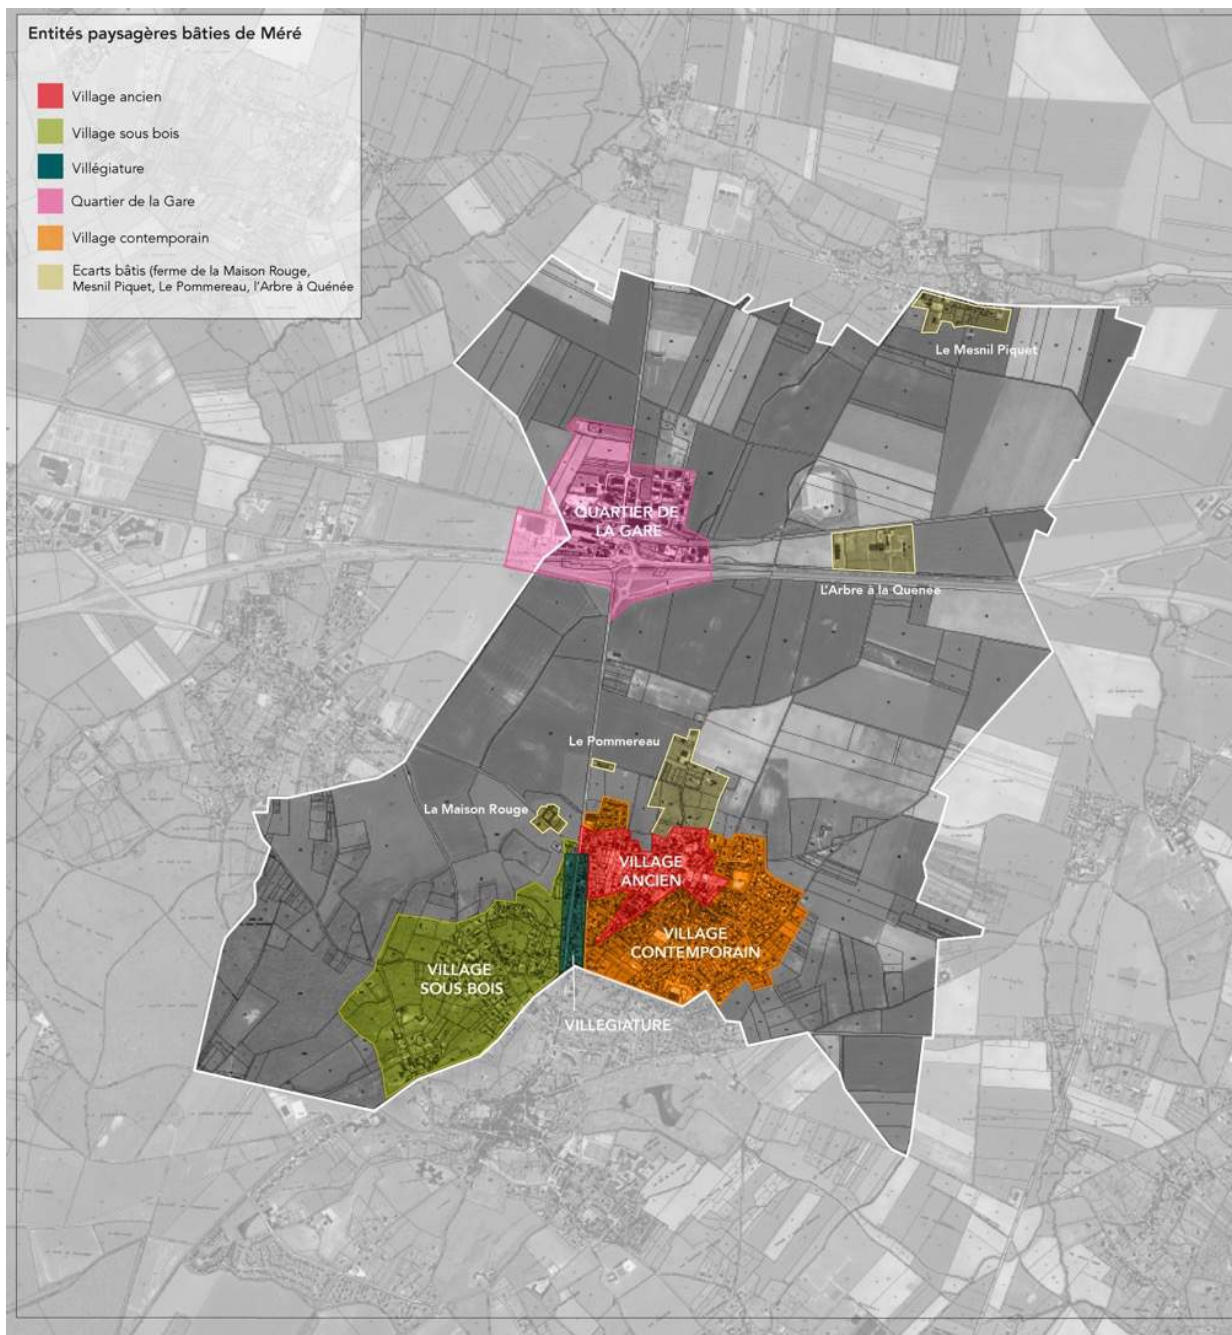 Entités paysagères bâties de Méré
Village ancien
Village sous bois
Villégiature
Quartier de la Gare
Village contemporain
Ecarts bâtis (ferme de la Maison Rouge,
Mesnil Piquet, Le Pommereau, l'Arbre à Quénée
Le Mesnil Piquet
QUARTIER DE
LA GARE
L'Arbre à la Quenée
Le Pommereau
La Maison Rouge
VILLAGE
ANCIEN
VILLAGE
CONTEMPORAIN
VILLAGE
SOUS BOIS
VILLEGIATURE